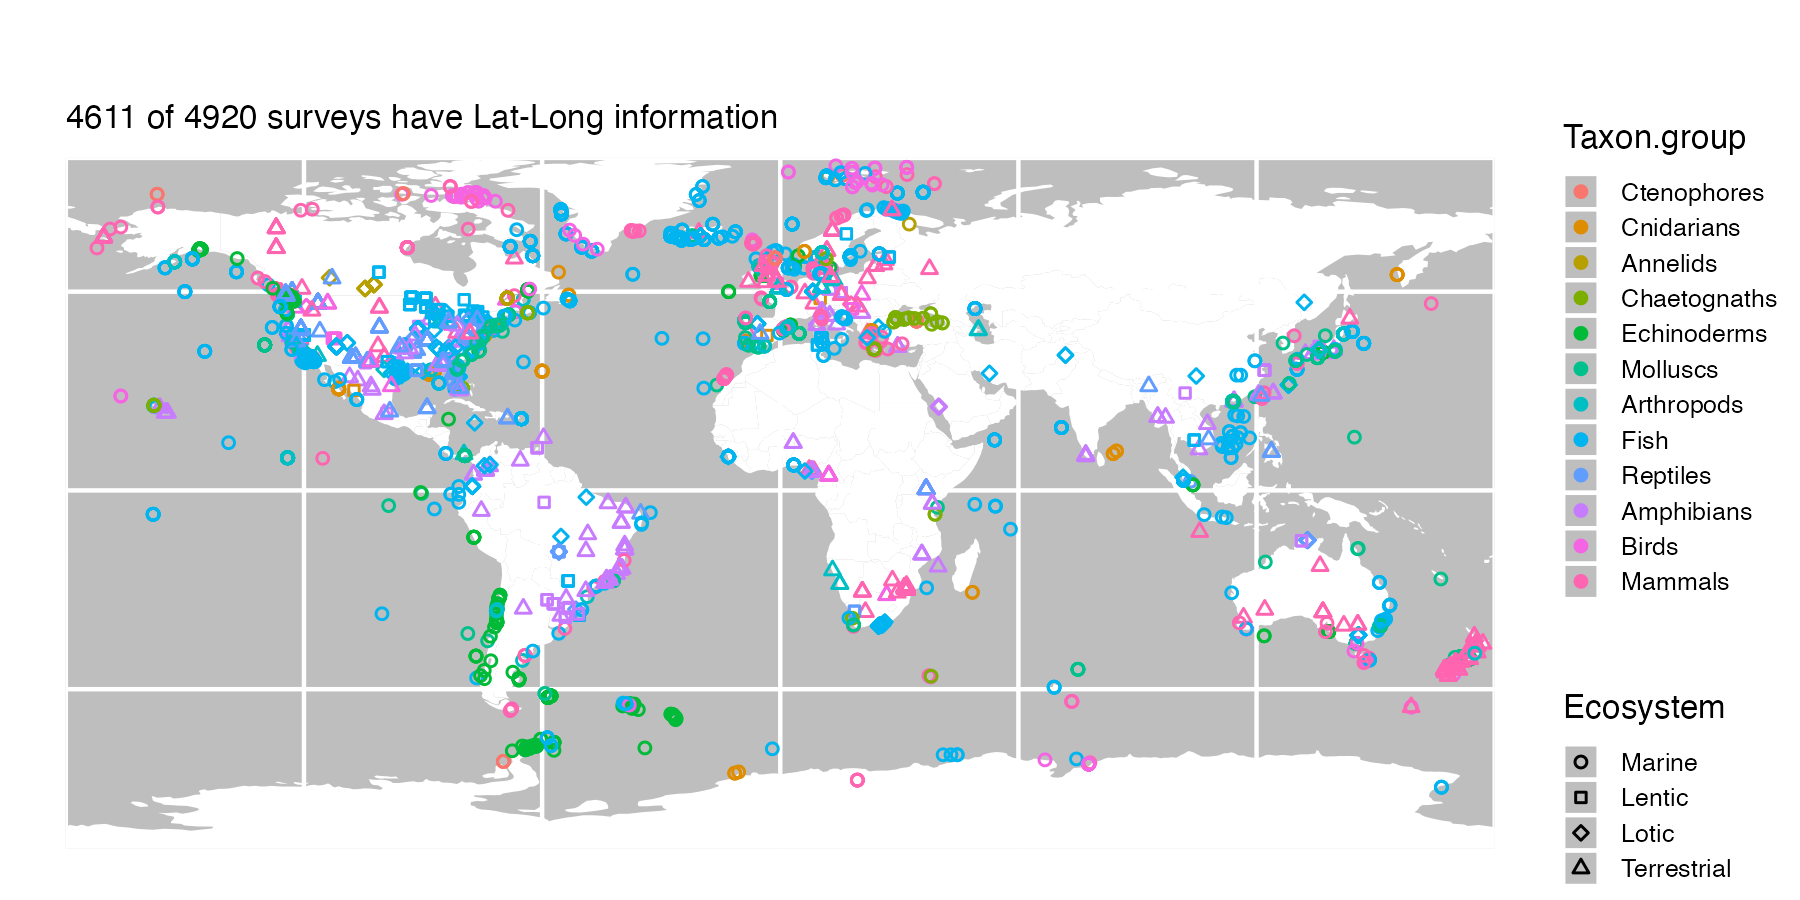 4611 of 4920 surveys have Lat-Long information
Taxon.group
Ctenophores
Cnidarians
Annelids
Chaetognaths
Echinoderms
Molluscs
Arthropods
Fish
Reptiles
Amphibians
Birds
Mammals
Ecosystem
Marine
Lentic
Lotic
Terrestrial